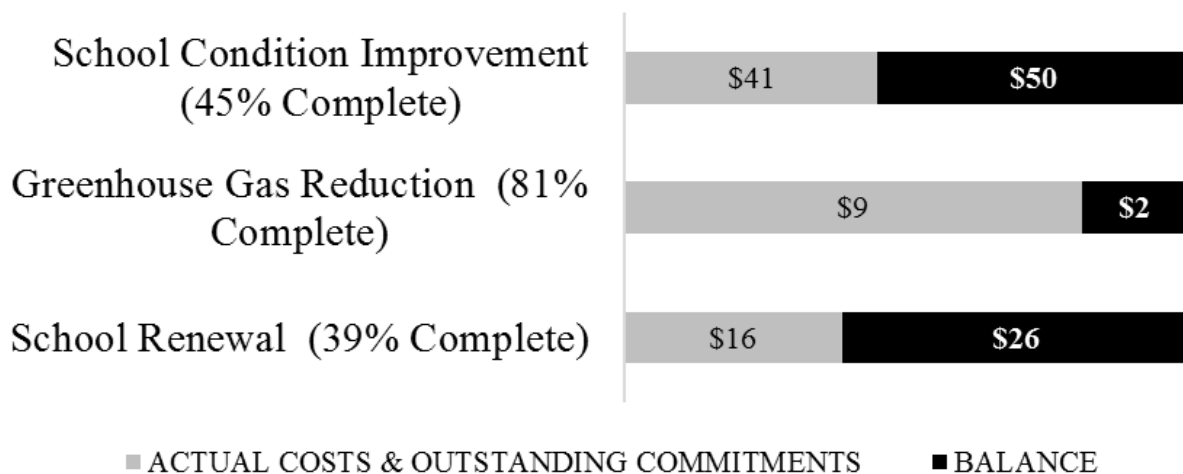 School Condition Improvement
(45% Complete)
$41
$50
Greenhouse Gas Reduction (81%
Complete)
$9
$2
School Renewal (39% Complete)
$16
$26
ACTUAL COSTS & OUTSTANDING COMMITMENTS
BALANCE